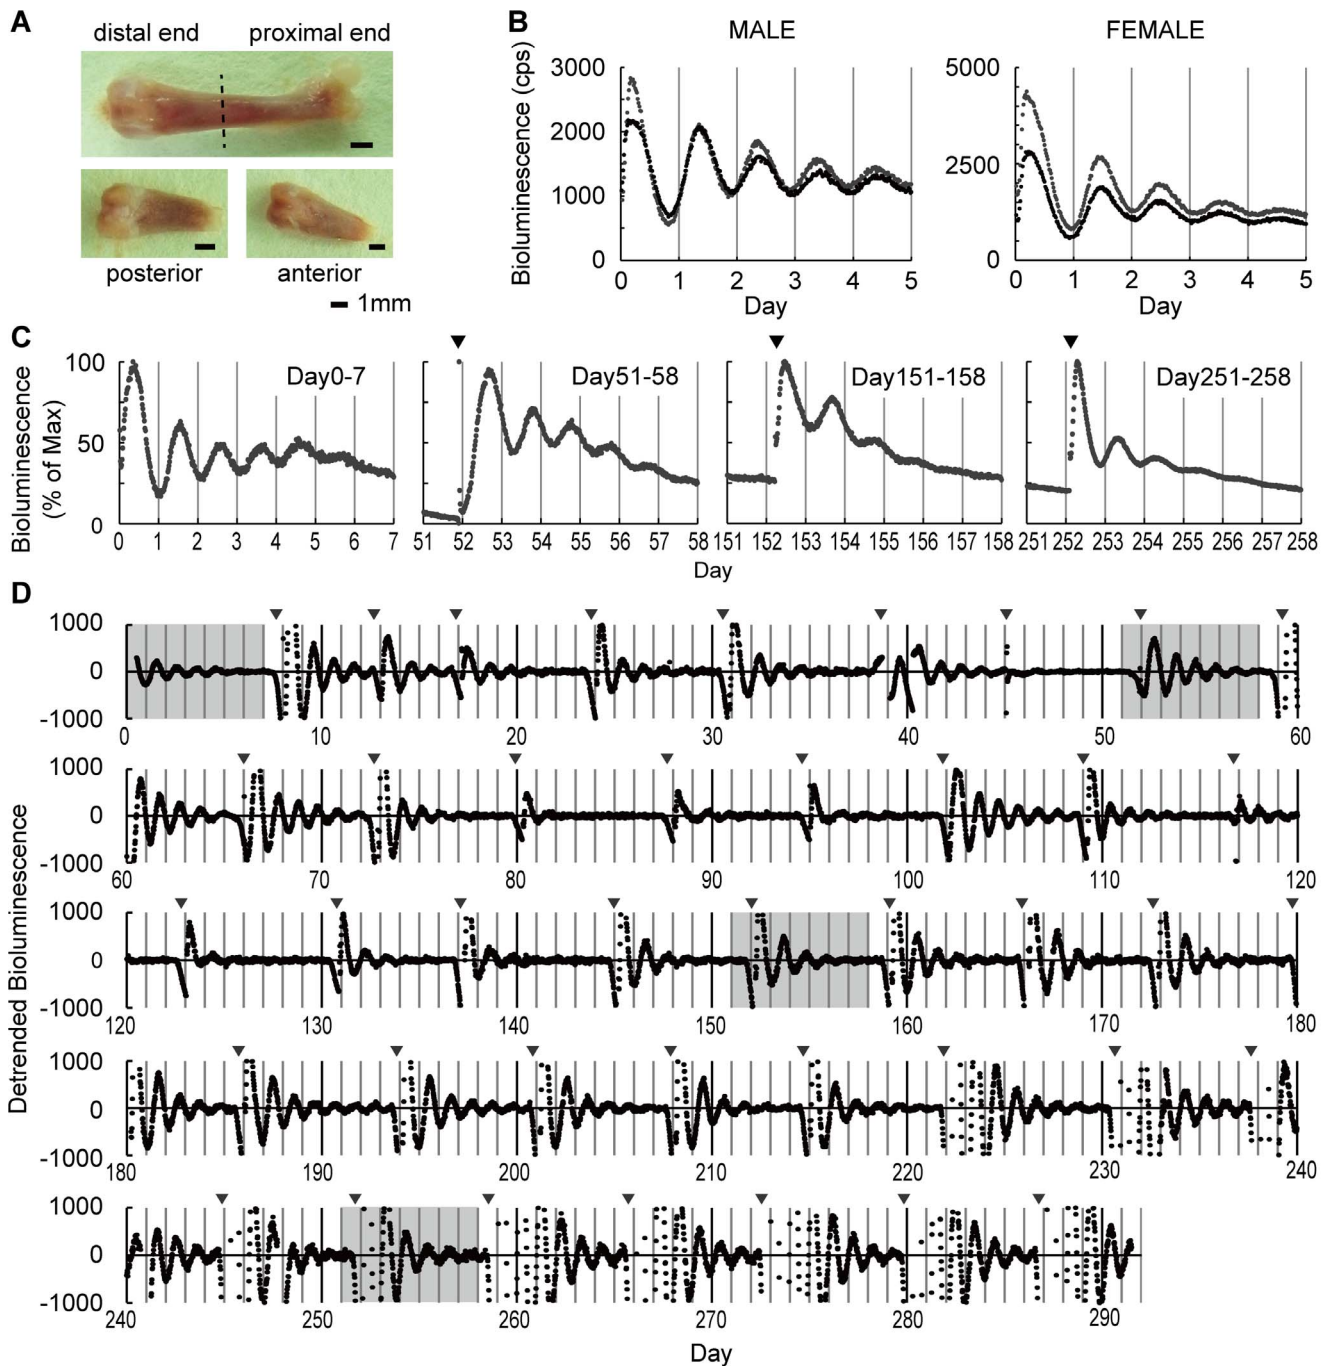 A
distal end proximal end
posterior anterior
1mm
B
MALE FEMALE
Bioluminescence (cps)
3000
2000
1000
0
0 1 2 3 4 5
Day
5000
2500
0
0 1 2 3 4 5
Day
C
Bioluminescence
(% of Max)
100
50
0
Day0-7 Day51-58 Day151-158 Day251-258
0 1 2 3 4 5 6 7 51 52 53 54 55 56 57 58 151 152 153 154 155 156 157 158 251 252 253 254 255 256 257 258
Day
D
Detrended Bioluminescence
1000
0
-1000
0 10 20 30 40 50 60
1000
0
-1000
60 70 80 90 100 110 120
1000
0
-1000
120 130 140 150 160 170 180
1000
0
-1000
180 190 200 210 220 230 240
1000
0
-1000
240 250 260 270 280 290
Day